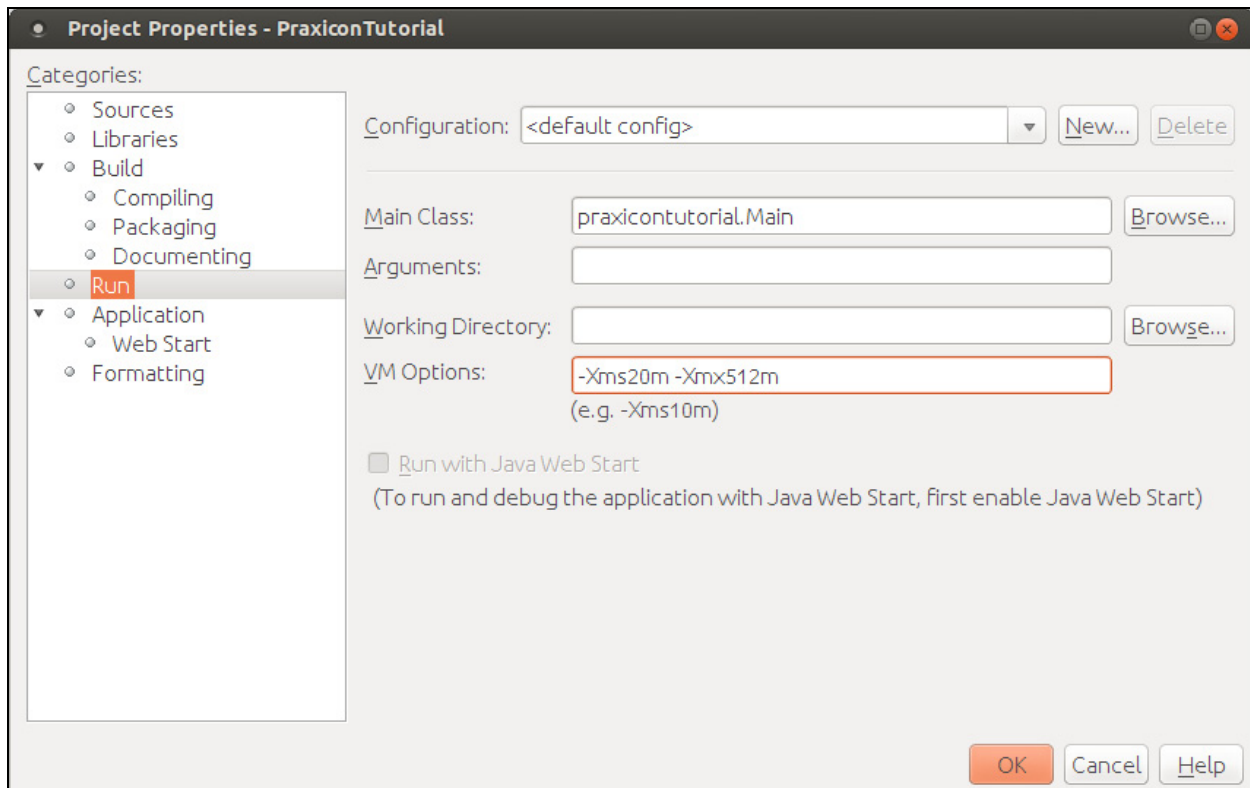 Project Properties - PraxiconTutorial
Categories:
Sources
Libraries
Build
Compiling
Packaging
Documenting
Run
Application
Web Start
Formatting
Configuration: <default config> New... Delete
Main Class: praxicontutorial.Main Browse...
Arguments:
Working Directory: Browse...
VM Options: -Xms20m -Xmx512m
(e.g. -Xms10m)
Run with Java Web Start
(To run and debug the application with Java Web Start, first enable Java Web Start)
OK Cancel Help